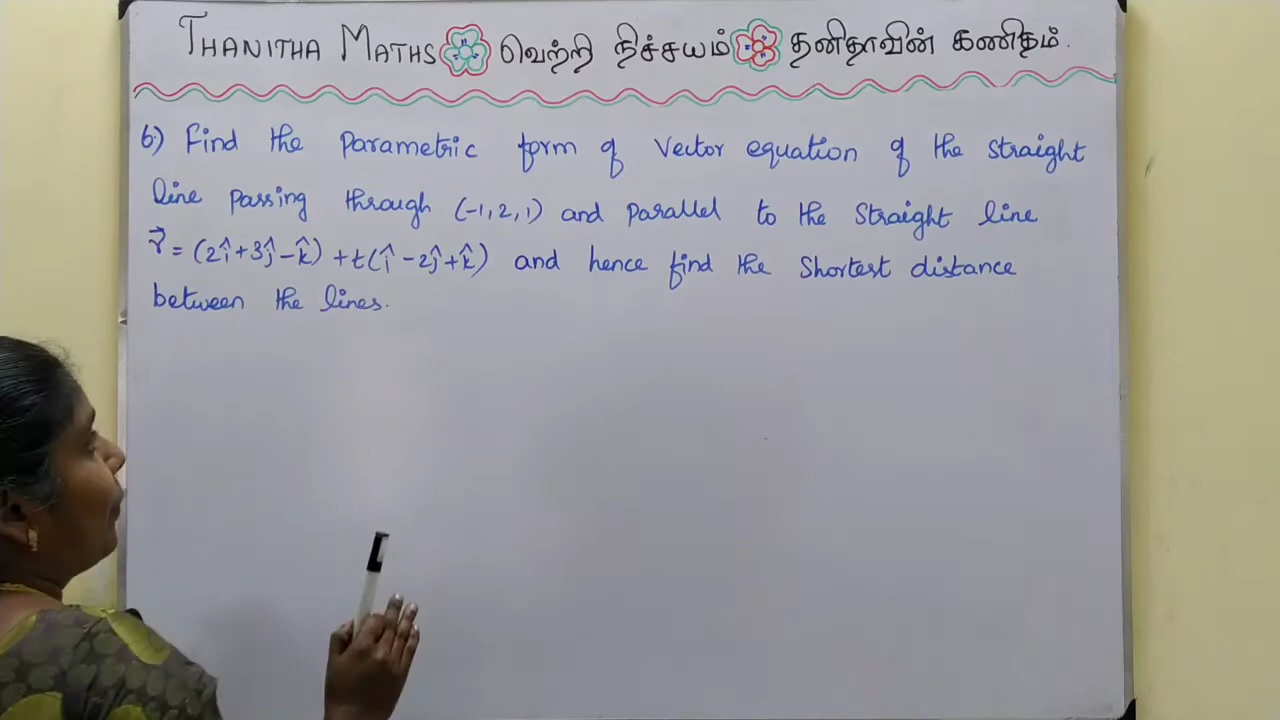 THANITHA MATHS வெற்றி நிச்சயம் தனிதாவின் கணிதம்.
6) Find the parametric form of vector equation of the straight
line passing through (-1, 2, 1) and parallel to the straight line
r⃗ = (2î+3ĵ-k̂) + t(î-2ĵ+k̂) and hence find the shortest distance
between the lines.